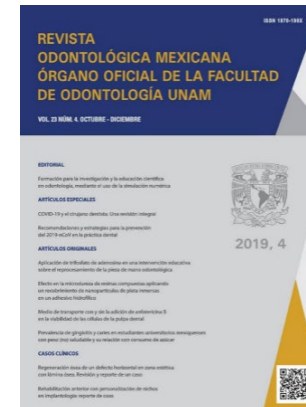 ISSN 1870-199X
REVISTA
ODONTOLÓGICA MEXICANA
ÓRGANO OFICIAL DE LA FACULTAD
DE ODONTOLOGÍA UNAM
VOL. 23 NÚM. 4. OCTUBRE - DICIEMBRE
EDITORIAL
Formación para la investigación y la educación científica
en odontología, mediante el uso de la simulación numérica
ARTÍCULOS ESPECIALES
COVID-19 y el cirujano dentista. Una revisión integral
Recomendaciones y estrategias para la prevención
del 2019-nCoV en la práctica dental
ARTÍCULOS ORIGINALES
Aplicación de trifosfato de adenosina en una intervención educativa
sobre el reprocesamiento de la pieza de mano odontológica
Efecto en la microdureza de resinas compuestas aplicando
un recubrimiento de nanopartículas de plata inmersas
en un adhesivo hidrofílico
Medio de transporte con y sin la adición de
en la viabilidad de las células de la pulpa dental
Prevalencia de gingivitis y caries en estudiantes universitarios mexiquenses
con peso (no) saludable y su relación con consumo de azúcar
CASOS CLÍNICOS
Regeneración ósea de un defecto horizontal en zona estética
con lámina ósea. Revisión y reporte de un caso
Rehabilitación anterior con personalización de
en implantología: reporte de caso
2019, 4